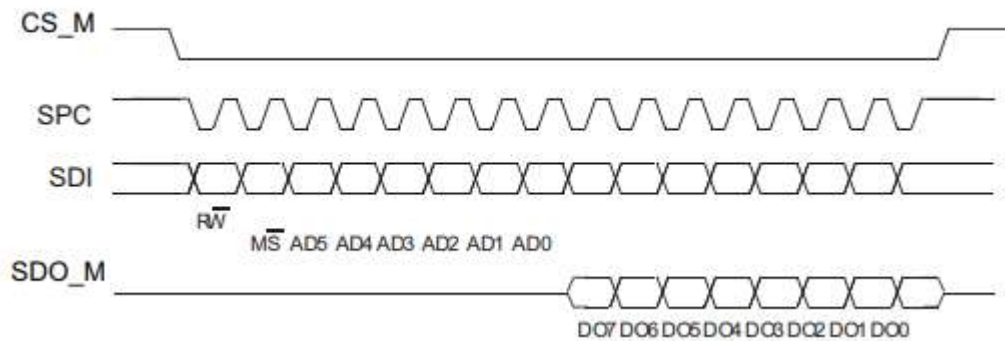 CS_M
SPC
SDI
RW̅
MS̅ AD5 AD4 AD3 AD2 AD1 AD0
SDO_M
DO7 DO6 DO5 DO4 DO3 DO2 DO1 DO0